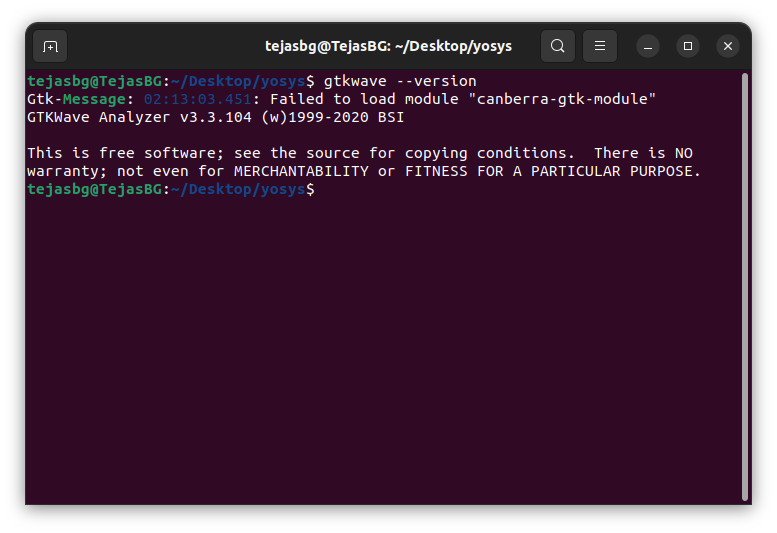 tejasbg@TejasBG: ~/Desktop/yosys
tejasbg@TejasBG:~/Desktop/yosys$ gtkwave --version
Gtk-Message: 02:13:03.451: Failed to load module "canberra-gtk-module"
GTKWave Analyzer v3.3.104 (w)1999-2020 BSI
This is free software; see the source for copying conditions.  There is NO
warranty; not even for MERCHANTABILITY or FITNESS FOR A PARTICULAR PURPOSE.
tejasbg@TejasBG:~/Desktop/yosys$